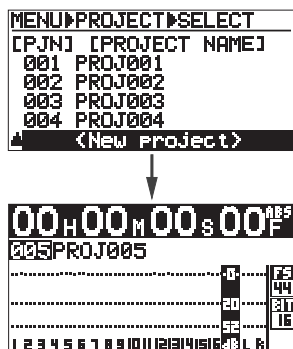 MENU▶PROJECT▶SELECT
[PJN] [PROJECT NAME]
001 PROJ001
002 PROJ002
003 PROJ003
004 PROJ004
<New project>
00H00M00S00F ABS
005PROJ005
-0- FS
44
20 BIT
16
52
1 2 3 4 5 6 7 8 9 10 11 12 13 14 15 16 dB L R